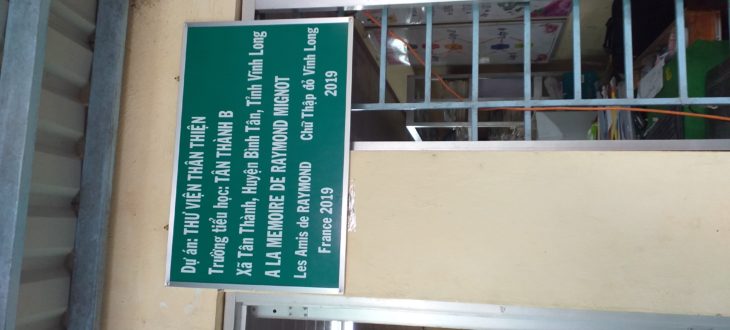 Dự án: THƯ VIỆN THÂN THIỆN
Trường tiểu học: TÂN THÀNH B
Xã Tân Thành, Huyện Bình Tân, Tỉnh Vĩnh Long
A LA MEMOIRE DE RAYMOND MIGNOT
Les Amis de RAYMOND Chữ Thập đỏ Vĩnh Long
France 2019 2019